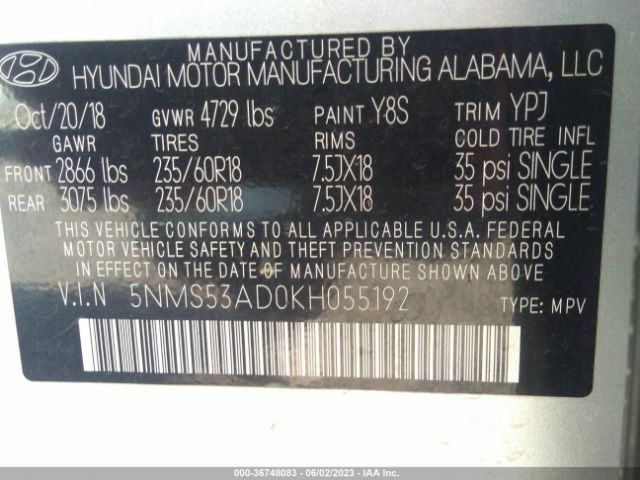 MANUFACTURED BY
HYUNDAI MOTOR MANUFACTURING ALABAMA, LLC
Oct/20/18 GVWR 4729 lbs PAINT Y8S TRIM YPJ
GAWR TIRES RIMS COLD TIRE INFL
FRONT 2866 lbs 235/60R18 7.5JX18 35 psi SINGLE
REAR 3075 lbs 235/60R18 7.5JX18 35 psi SINGLE
THIS VEHICLE CONFORMS TO ALL APPLICABLE U.S.A. FEDERAL
MOTOR VEHICLE SAFETY AND THEFT PREVENTION STANDARDS
IN EFFECT ON THE DATE OF MANUFACTURE SHOWN ABOVE
V.I.N 5NMS53AD0KH055192 TYPE: MPV
000-36748083 - 06/02/2023 - IAA Inc.